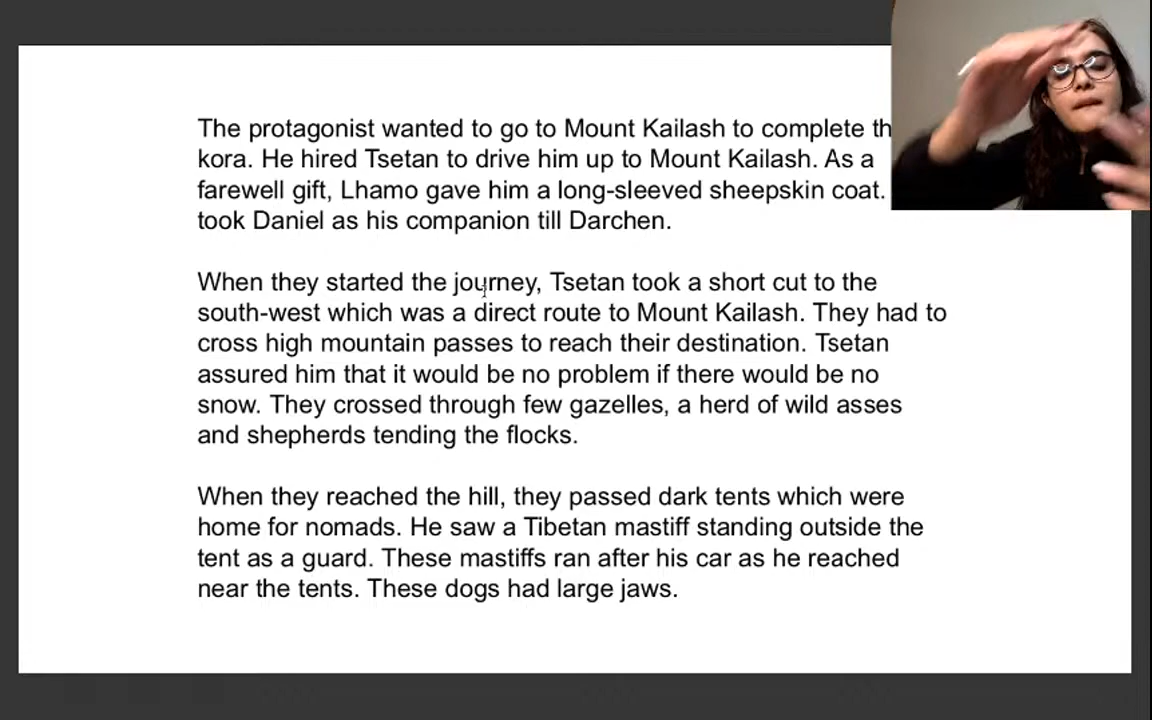 The protagonist wanted to go to Mount Kailash to complete
kora. He hired Tsetan to drive him up to Mount Kailash. As a
farewell gift, Lhamo gave him a long-sleeved sheepskin coat.
took Daniel as his companion till Darchen.
When they started the journey, Tsetan took a short cut to the
south-west which was a direct route to Mount Kailash. They had to
cross high mountain passes to reach their destination. Tsetan
assured him that it would be no problem if there would be no
snow. They crossed through few gazelles, a herd of wild asses
and shepherds tending the flocks.
When they reached the hill, they passed dark tents which were
home for nomads. He saw a Tibetan mastiff standing outside the
tent as a guard. These mastiffs ran after his car as he reached
near the tents. These dogs had large jaws.